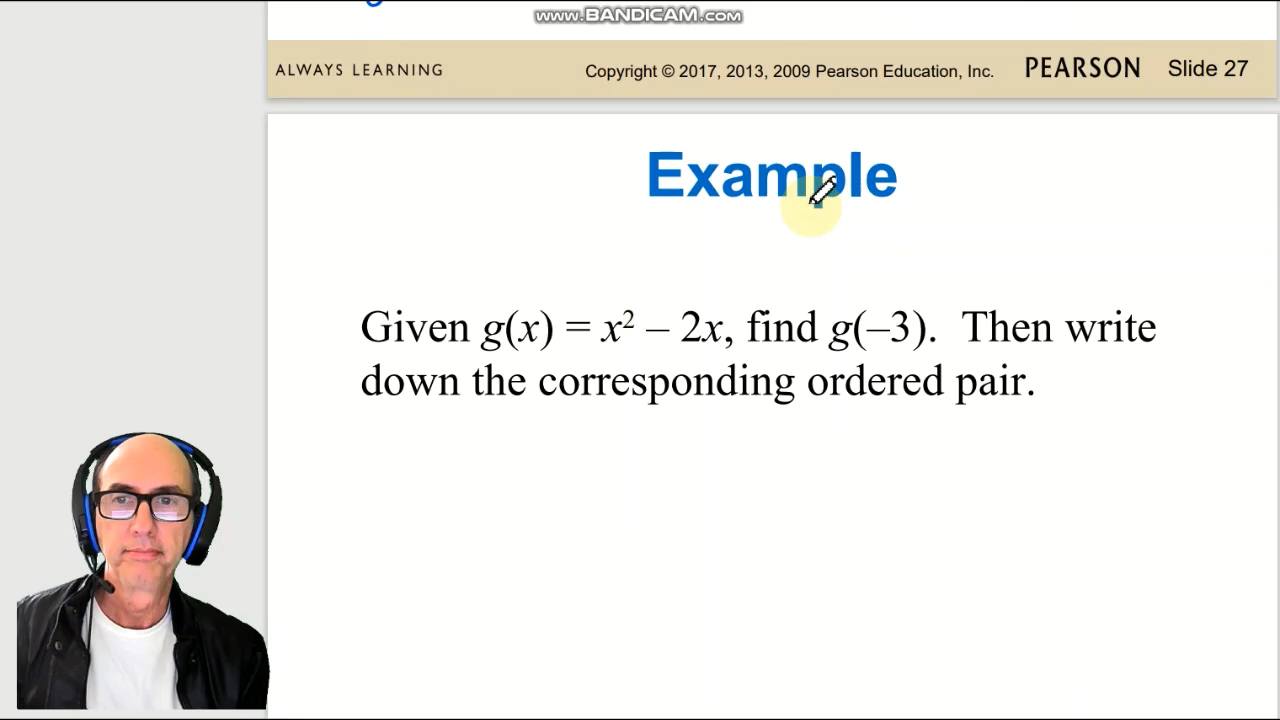 www.BANDICAM.com
ALWAYS LEARNING
Copyright © 2017, 2013, 2009 Pearson Education, Inc.
PEARSON
Slide 27
Example
Given g(x) = x² – 2x, find g(–3). Then write
down the corresponding ordered pair.